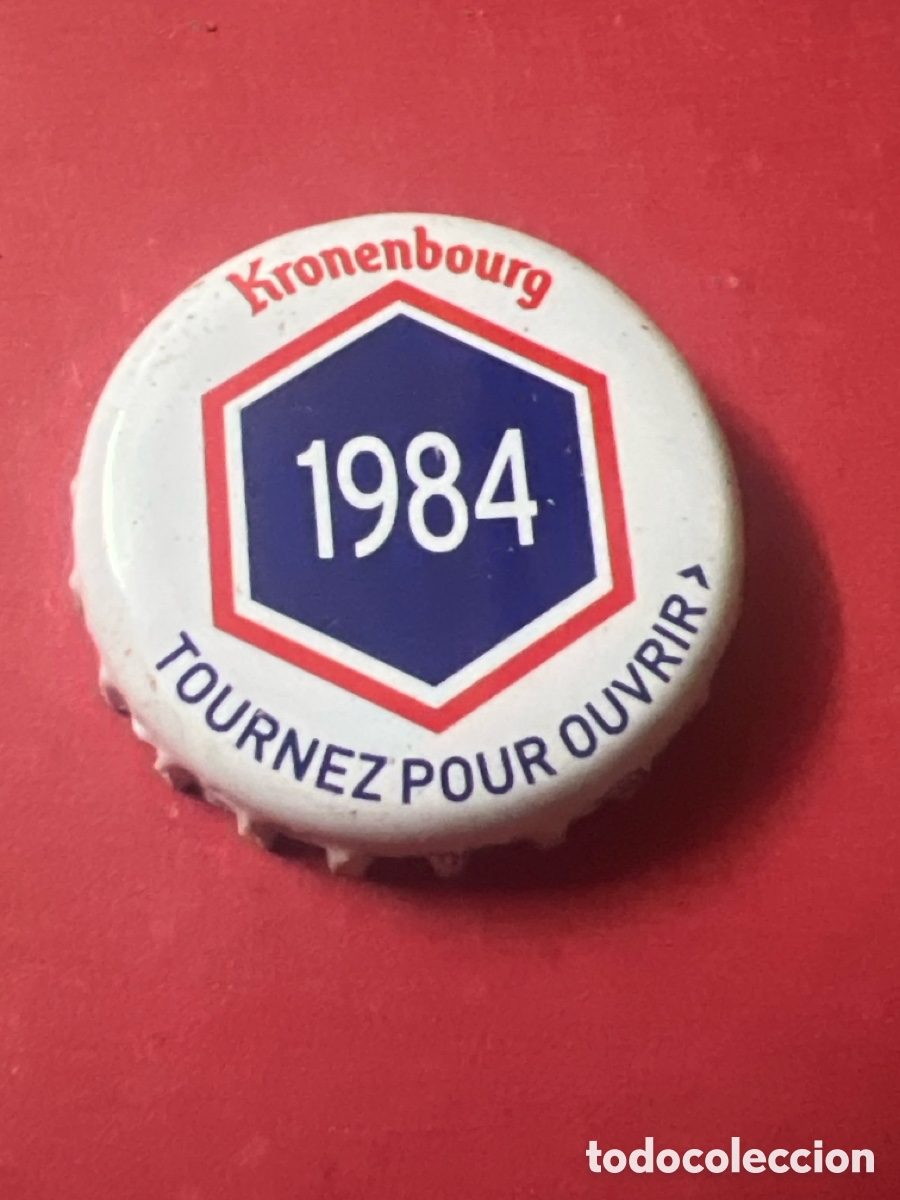 Kronenbourg
1984
TOURNEZ POUR OUVRIR >
todocoleccion